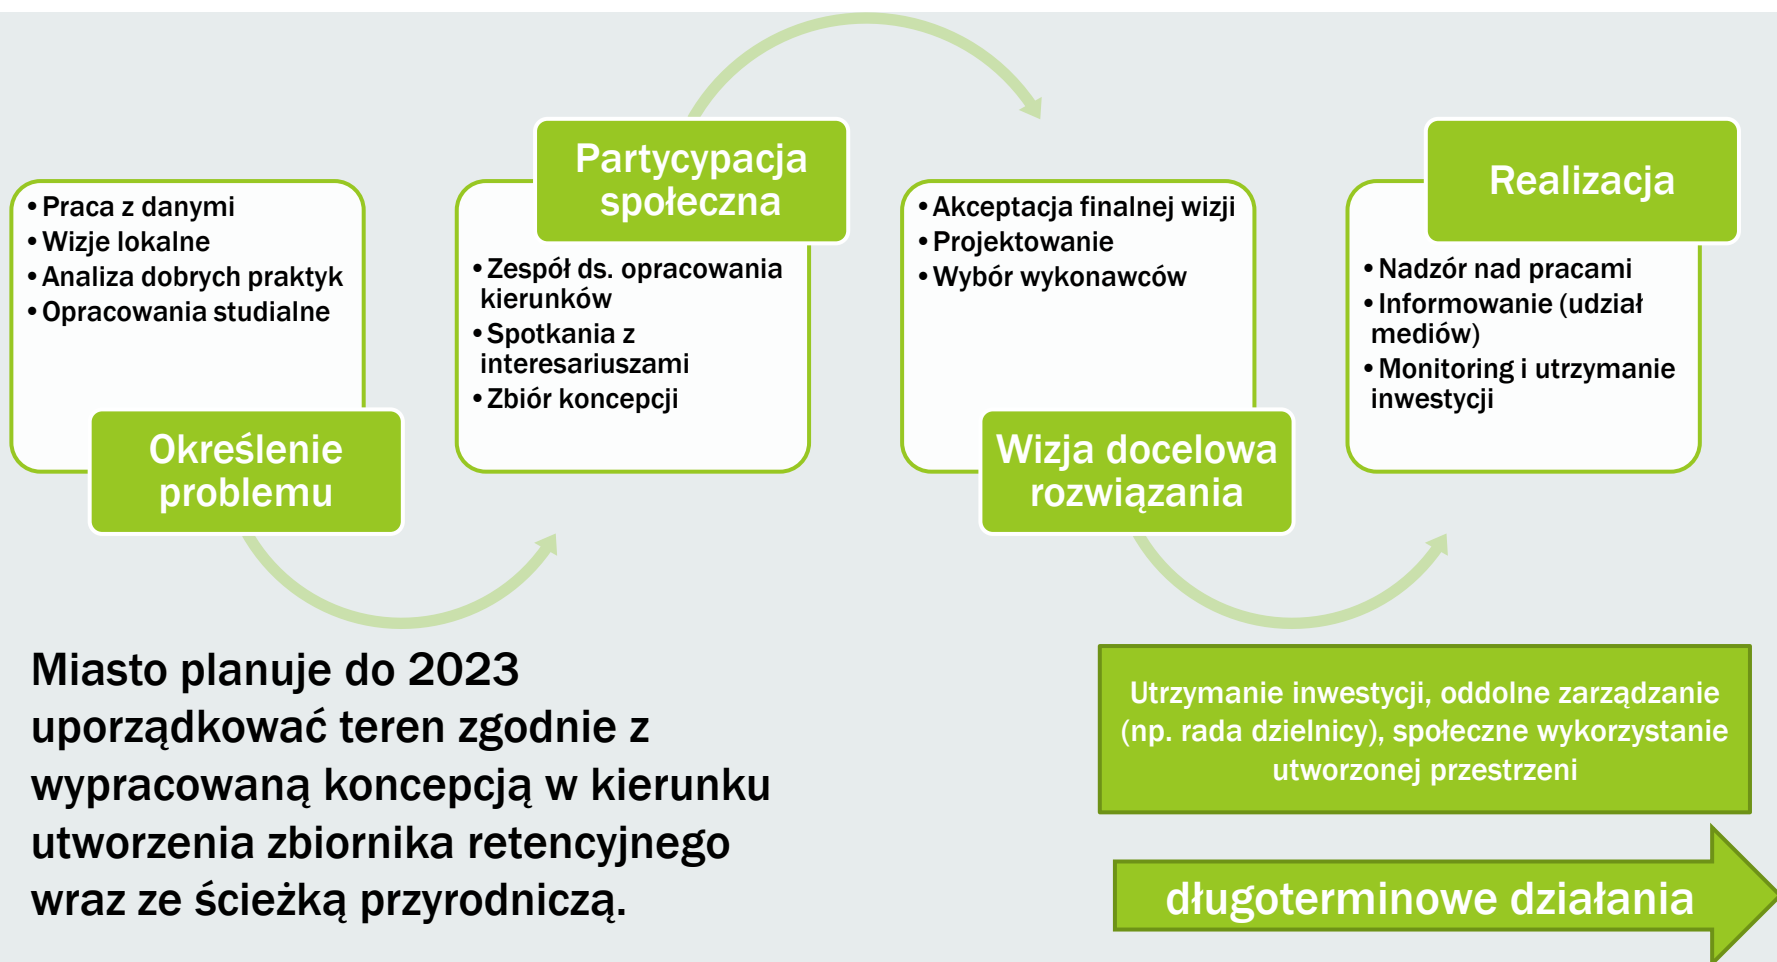 • Praca z danymi
• Wizje lokalne
• Analiza dobrych praktyk
• Opracowania studialne
Określenie
problemu
Partycypacja
społeczna
• Zespół ds. opracowania
kierunków
• Spotkania z
interesariuszami
• Zbiór koncepcji
• Akceptacja finalnej wizji
• Projektowanie
• Wybór wykonawców
Wizja docelowa
rozwiązania
Realizacja
• Nadzór nad pracami
• Informowanie (udział
mediów)
• Monitoring i utrzymanie
inwestycji
Miasto planuje do 2023
uporządkować teren zgodnie z
wypracowaną koncepcją w kierunku
utworzenia zbiornika retencyjnego
wraz ze ścieżką przyrodniczą.
Utrzymanie inwestycji, oddolne zarządzanie
(np. rada dzielnicy), społeczne wykorzystanie
utworzonej przestrzeni
długoterminowe działania